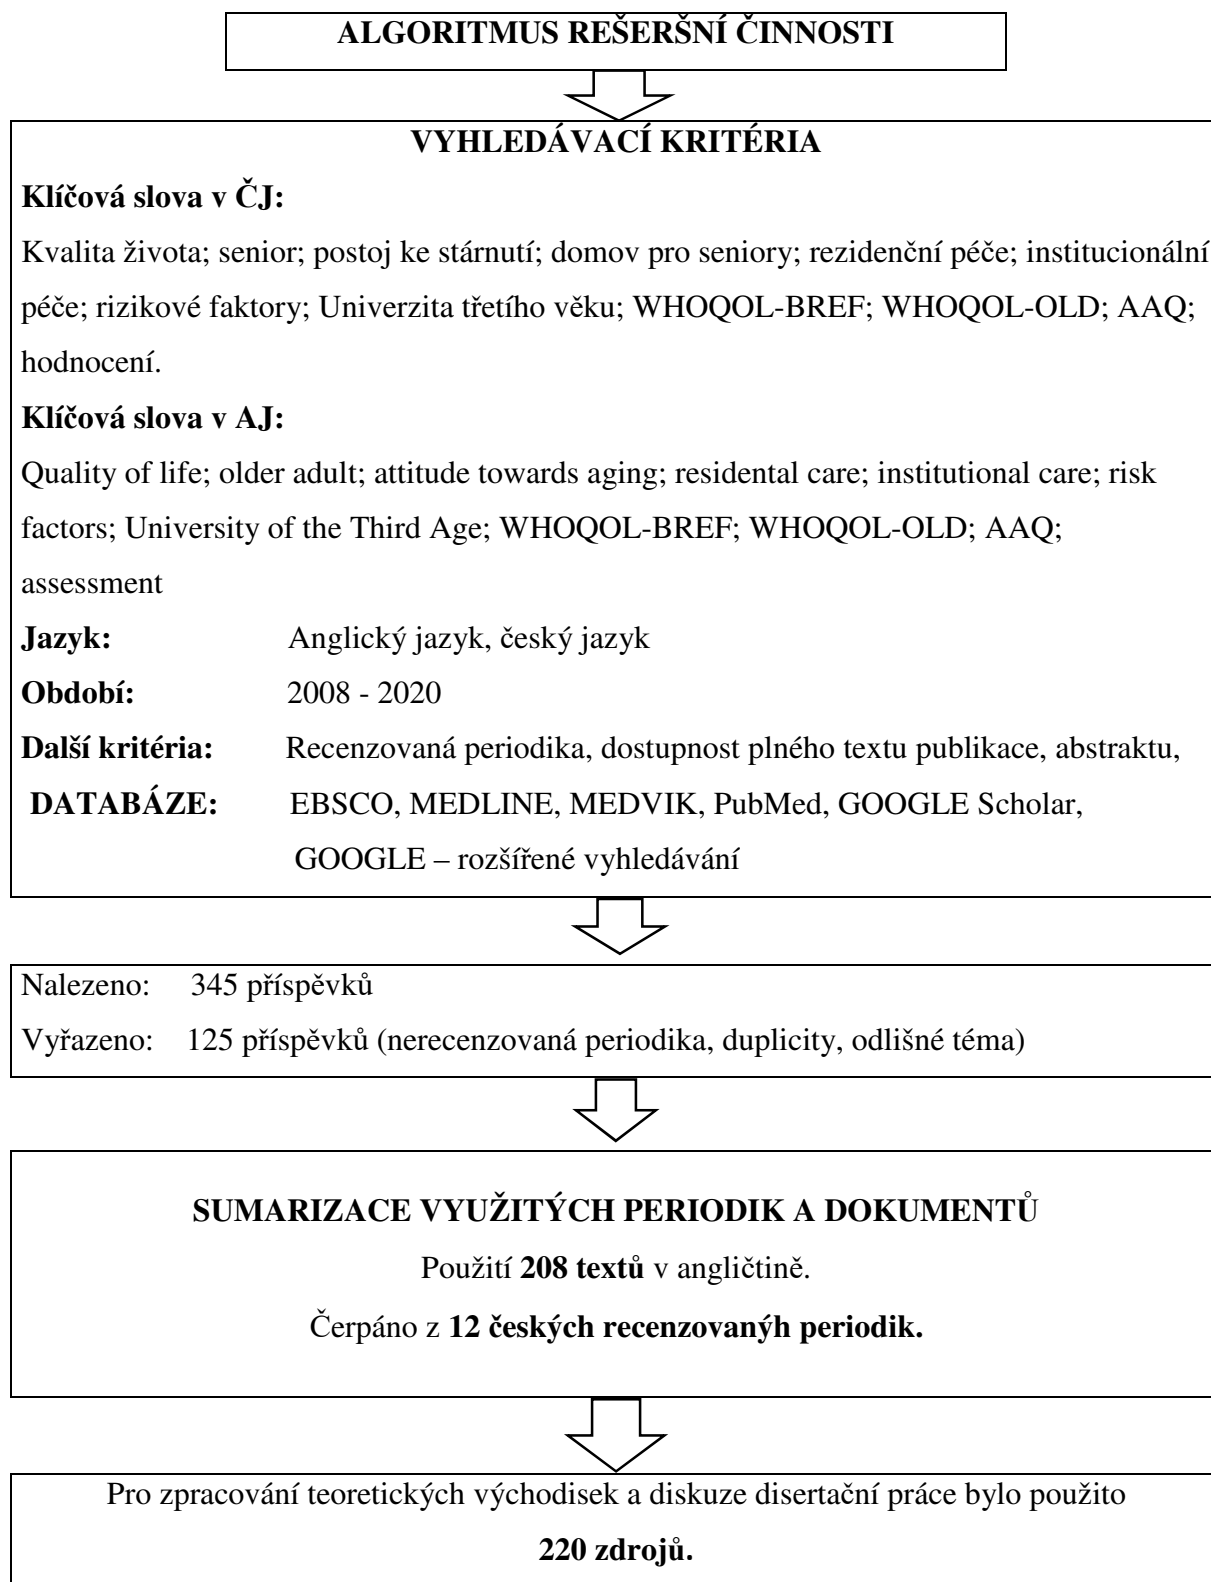 ALGORITMUS REŠERŠNÍ ČINNOSTI
VYHLEDÁVACÍ KRITÉRIA
Klíčová slova v ČJ:
Kvalita života; senior; postoj ke stárnutí; domov pro seniory; rezidenční péče; institucionální
péče; rizikové faktory; Univerzita třetího věku; WHOQOL-BREF; WHOQOL-OLD; AAQ;
hodnocení.
Klíčová slova v AJ:
Quality of life; older adult; attitude towards aging; residental care; institutional care; risk
factors; University of the Third Age; WHOQOL-BREF; WHOQOL-OLD; AAQ;
assessment
Jazyk: Anglický jazyk, český jazyk
Období: 2008 - 2020
Další kritéria: Recenzovaná periodika, dostupnost plného textu publikace, abstraktu,
DATABÁZE: EBSCO, MEDLINE, MEDVIK, PubMed, GOOGLE Scholar,
GOOGLE – rozšířené vyhledávání
Nalezeno: 345 příspěvků
Vyřazeno: 125 příspěvků (nerecenzovaná periodika, duplicity, odlišné téma)
SUMARIZACE VYUŽITÝCH PERIODIK A DOKUMENTŮ
Použití 208 textů v angličtině.
Čerpáno z 12 českých recenzovanýh periodik.
Pro zpracování teoretických východisek a diskuze disertační práce bylo použito
220 zdrojů.